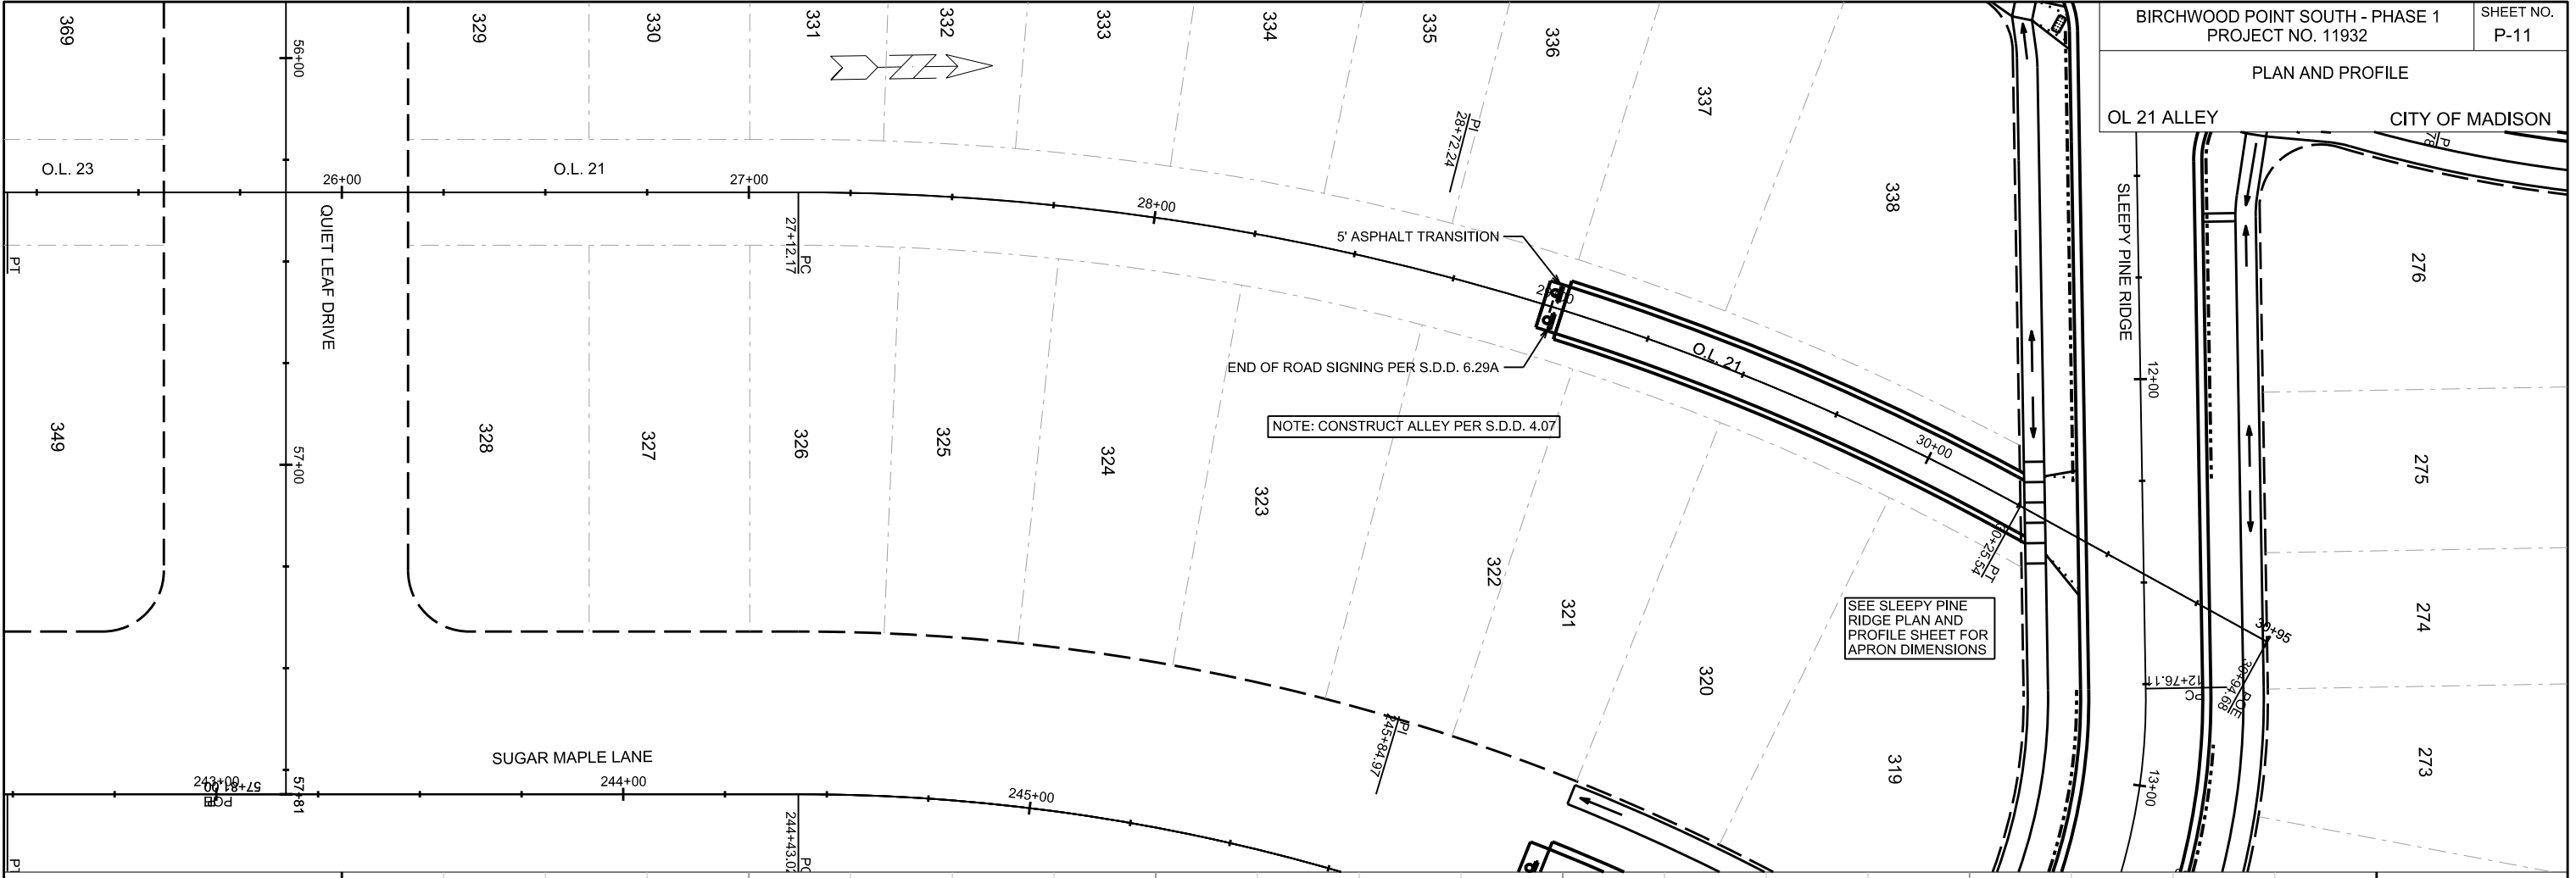 BIRCHWOOD POINT SOUTH - PHASE 1
PROJECT NO. 11932
SHEET NO.
P-11
PLAN AND PROFILE
OL 21 ALLEY
CITY OF MADISON
369
56+00
329
330
331
332
333
334
335
336
337
338
PI
28+72.24
O.L. 23
26+00
O.L. 21
27+00
28+00
QUIET LEAF DRIVE
27+12.17
PC
PT
5' ASPHALT TRANSITION
END OF ROAD SIGNING PER S.D.D. 6.29A
NOTE: CONSTRUCT ALLEY PER S.D.D. 4.07
O.L. 21
30+00
PT
SLEEPY PINE RIDGE
12+00
276
275
274
273
349
57+00
328
327
326
325
324
323
322
321
320
319
SEE SLEEPY PINE
RIDGE PLAN AND
PROFILE SHEET FOR
APRON DIMENSIONS
30+95
30+94.68
POE
12+76.11
PC
13+00
SUGAR MAPLE LANE
243+00
57+81.00
POE
57+81
244+00
244+43.02
PC
245+00
PI
245+84.97